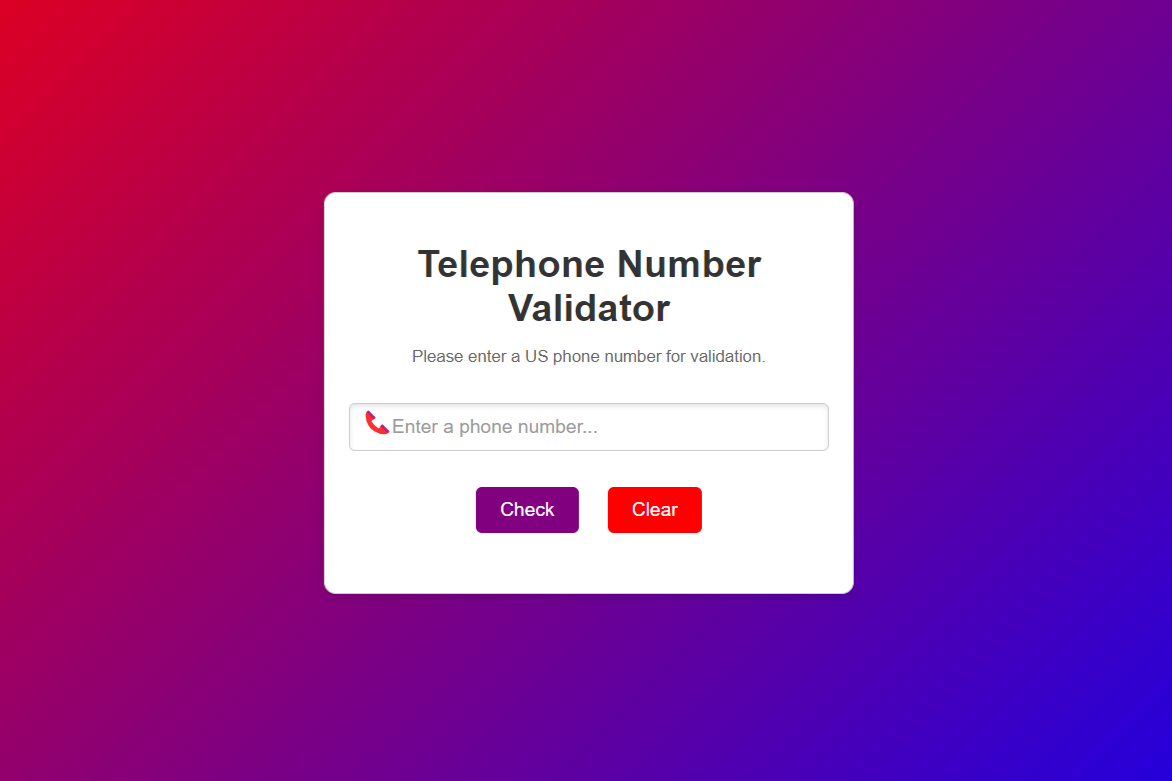 Telephone Number
Validator
Please enter a US phone number for validation.
Enter a phone number...
Check
Clear